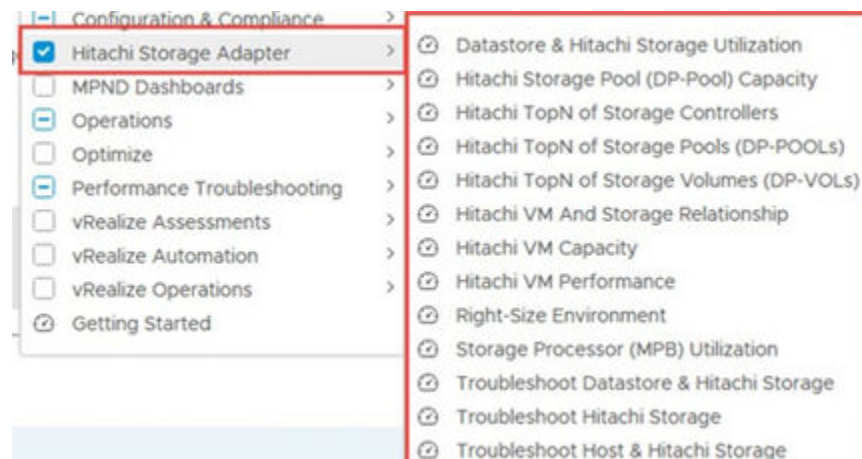 Configuration & Compliance
Hitachi Storage Adapter
MPND Dashboards
Operations
Optimize
Performance Troubleshooting
vRealize Assessments
vRealize Automation
vRealize Operations
Getting Started
Datastore & Hitachi Storage Utilization
Hitachi Storage Pool (DP-Pool) Capacity
Hitachi TopN of Storage Controllers
Hitachi TopN of Storage Pools (DP-POOLs)
Hitachi TopN of Storage Volumes (DP-VOLs)
Hitachi VM And Storage Relationship
Hitachi VM Capacity
Hitachi VM Performance
Right-Size Environment
Storage Processor (MPB) Utilization
Troubleshoot Datastore & Hitachi Storage
Troubleshoot Hitachi Storage
Troubleshoot Host & Hitachi Storage